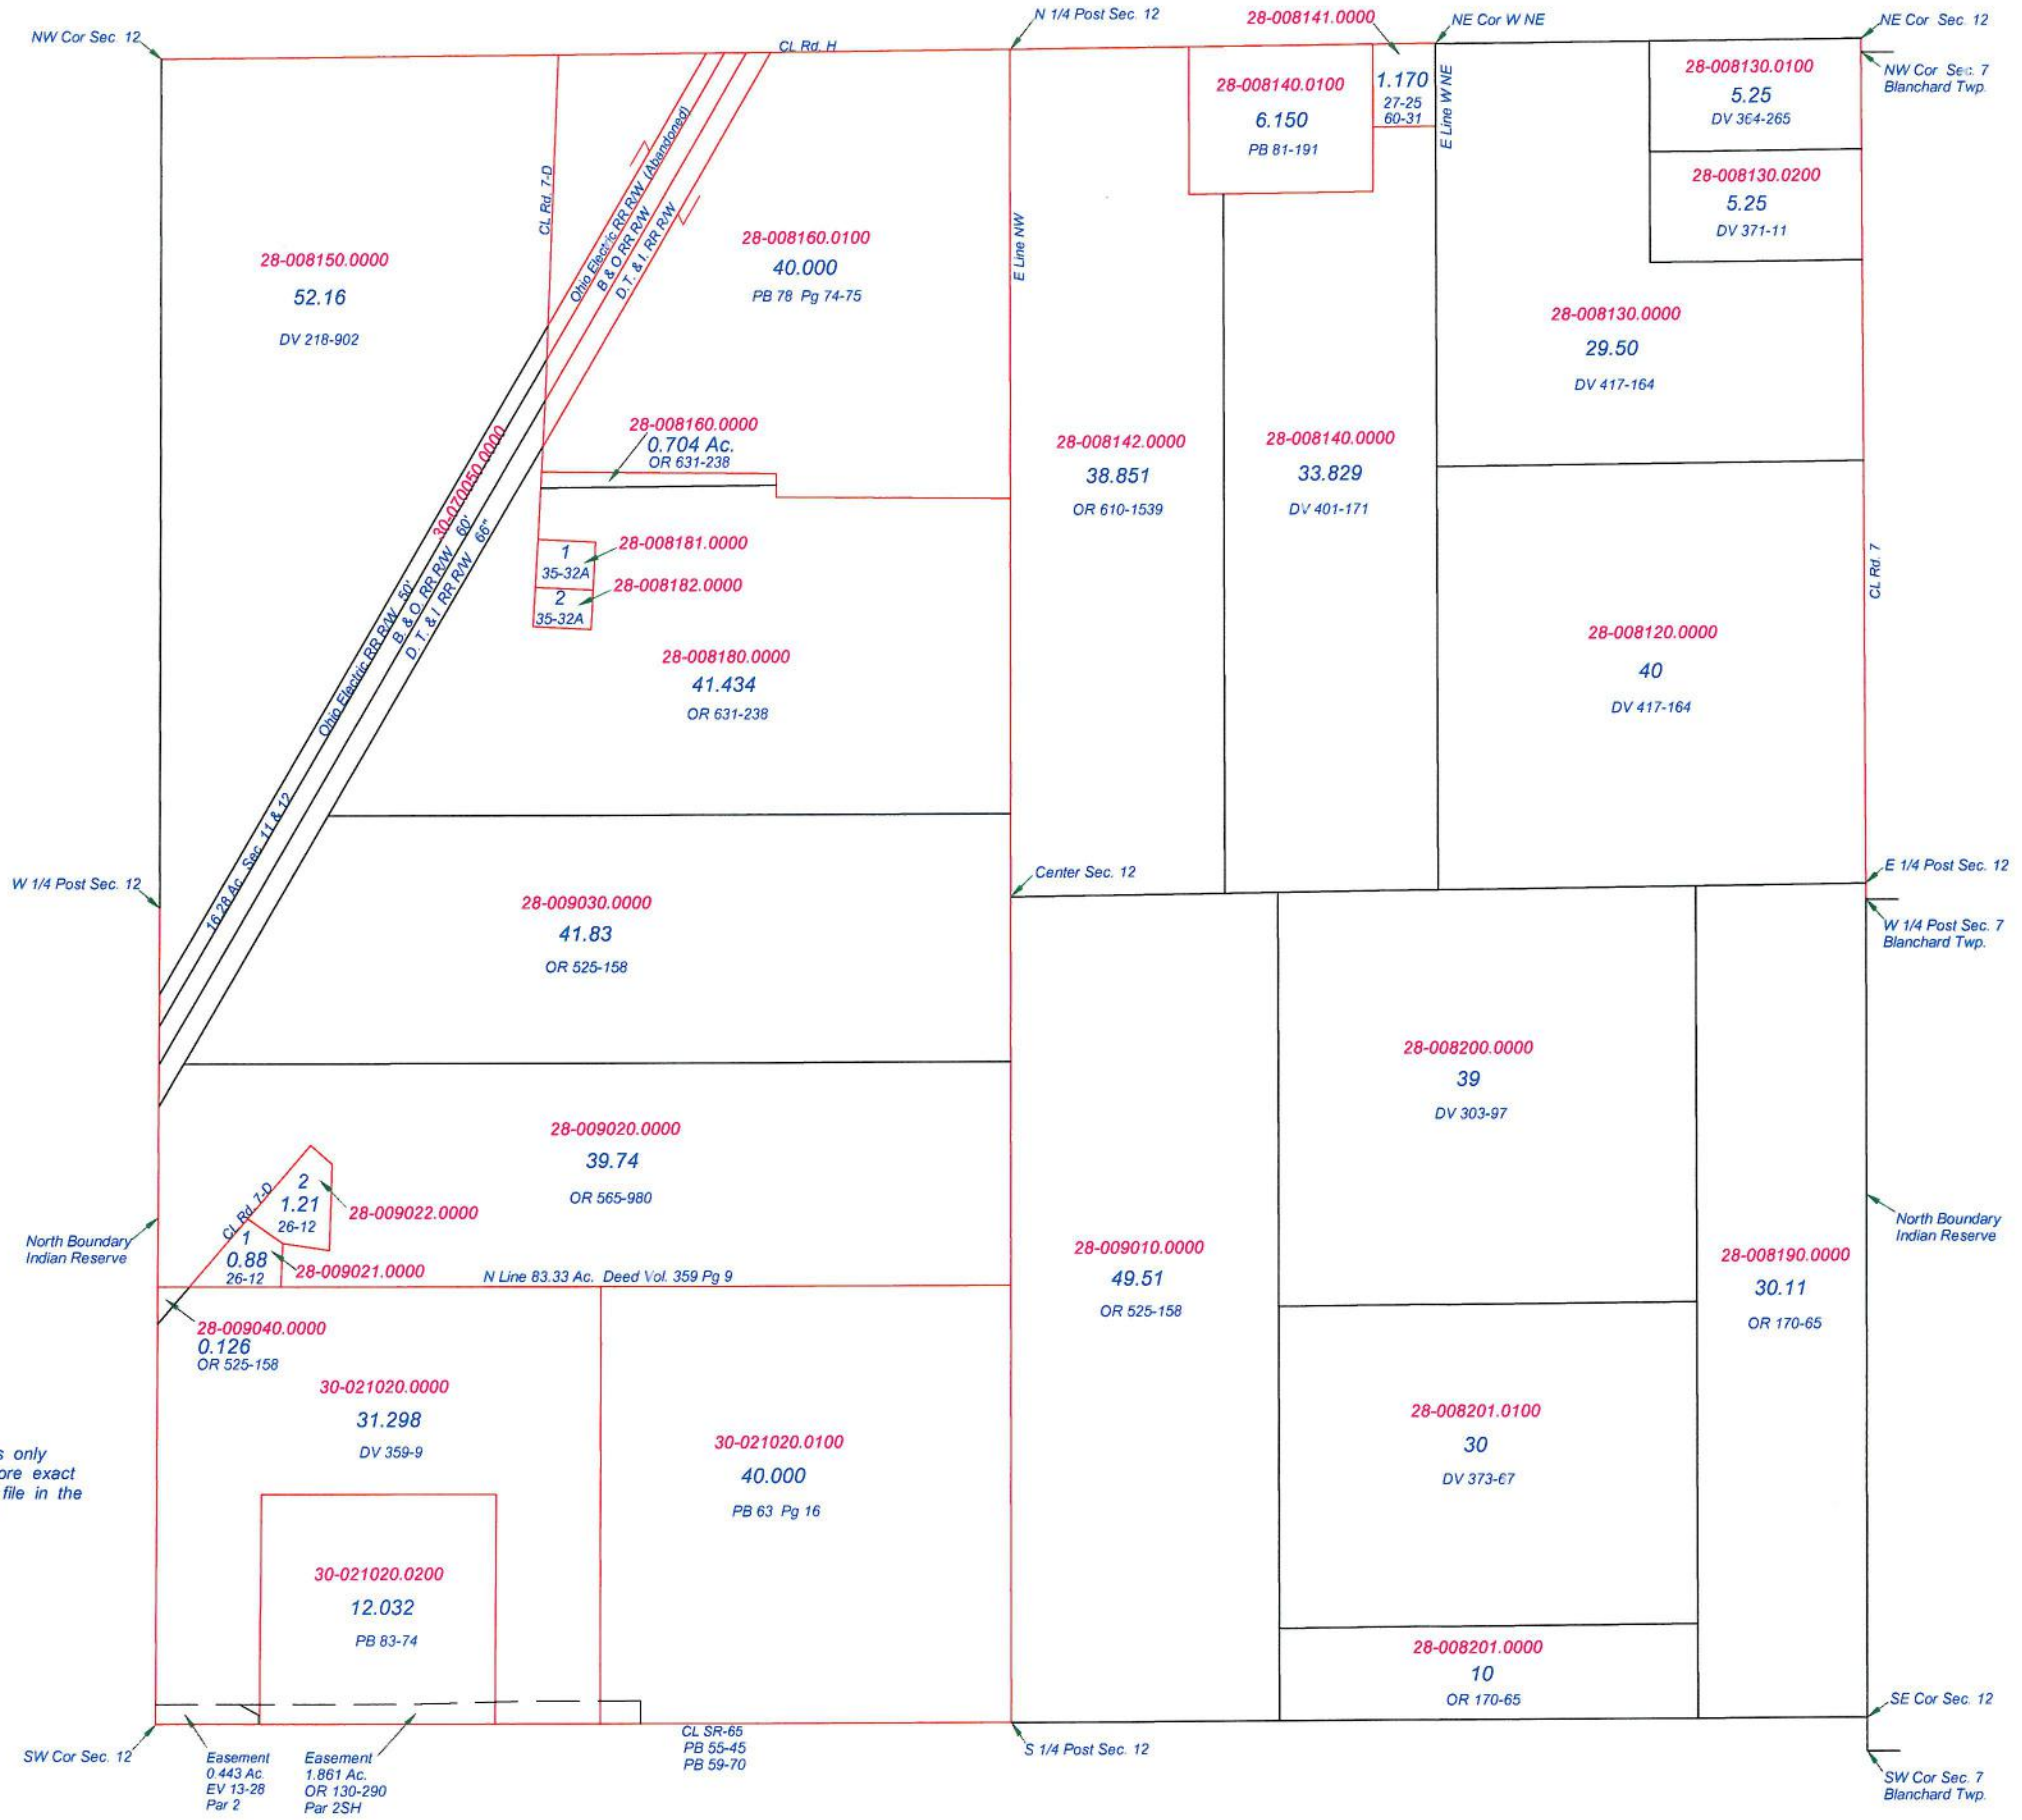 NW Cor Sec. 12
CL Rd. H
N 1/4 Post Sec. 12
28-008141.0000
NE Cor W NE
NE Cor Sec. 12
NW Cor Sec. 7
Blanchard Twp.
28-008150.0000
52.16
DV 218-902
CL Rd. 7-D
Ohio Electric RR R/W (Abandoned)
B & O RR R/W
D.T. & I. RR R/W
28-008160.0100
40.000
PB 78 Pg 74-75
E Line NW
28-008140.0100
6.150
PB 81-191
1.170
27-25
60-31
E Line W NE
28-008130.0100
5.25
DV 364-265
28-008130.0200
5.25
DV 371-11
28-008130.0000
29.50
DV 417-164
28-008160.0000
0.704 Ac.
OR 631-238
28-008142.0000
38.851
OR 610-1539
28-008140.0000
33.829
DV 401-171
CL Rd. 7
30-070050.0000
Ohio Electric RR R/W 50'
B. & O. RR R/W 60'
D. T. & I. RR R/W 66"
16.28 Ac. Sec. 11 & 12
1
35-32A
28-008181.0000
2
35-32A
28-008182.0000
28-008180.0000
41.434
OR 631-238
28-008120.0000
40
DV 417-164
W 1/4 Post Sec. 12
Center Sec. 12
E 1/4 Post Sec. 12
W 1/4 Post Sec. 7
Blanchard Twp.
28-009030.0000
41.83
OR 525-158
28-008200.0000
39
DV 303-97
28-009020.0000
39.74
OR 565-980
CL Rd. 7-D
2
1.21
26-12
28-009022.0000
1
0.88
26-12
28-009021.0000
North Boundary
Indian Reserve
N Line 83.33 Ac. Deed Vol. 359 Pg 9
28-009010.0000
49.51
OR 525-158
28-008190.0000
30.11
OR 170-65
North Boundary
Indian Reserve
28-009040.0000
0.126
OR 525-158
30-021020.0000
31.298
DV 359-9
30-021020.0100
40.000
PB 63 Pg 16
28-008201.0100
30
DV 373-67
only
exact
file in the
30-021020.0200
12.032
PB 83-74
28-008201.0000
10
OR 170-65
SW Cor Sec. 12
Easement
0.443 Ac.
EV 13-28
Par 2
Easement
1.861 Ac.
OR 130-290
Par 2SH
CL SR-65
PB 55-45
PB 59-70
S 1/4 Post Sec. 12
SE Cor Sec. 12
SW Cor Sec. 7
Blanchard Twp.